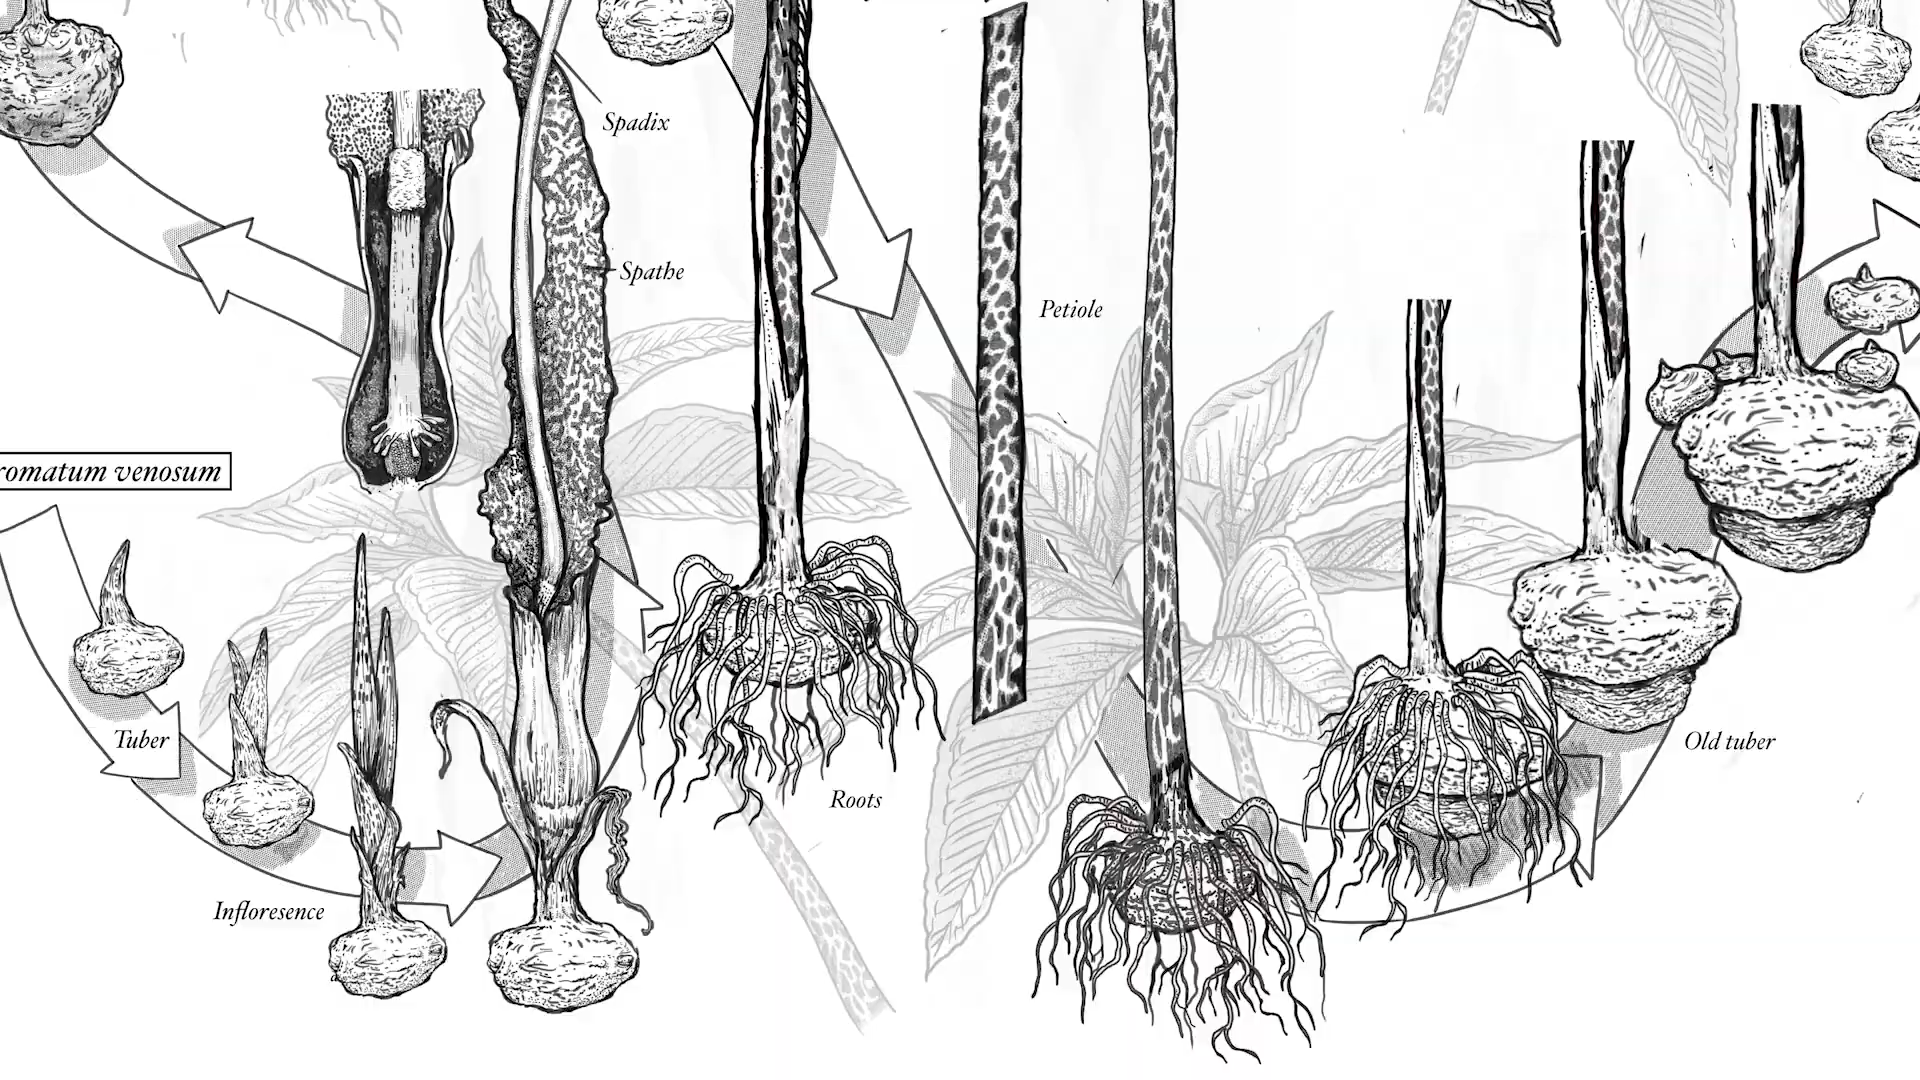 Spadix
Spathe
Petiole
romatum venosum
Tuber
Old tuber
Roots
Infloresence